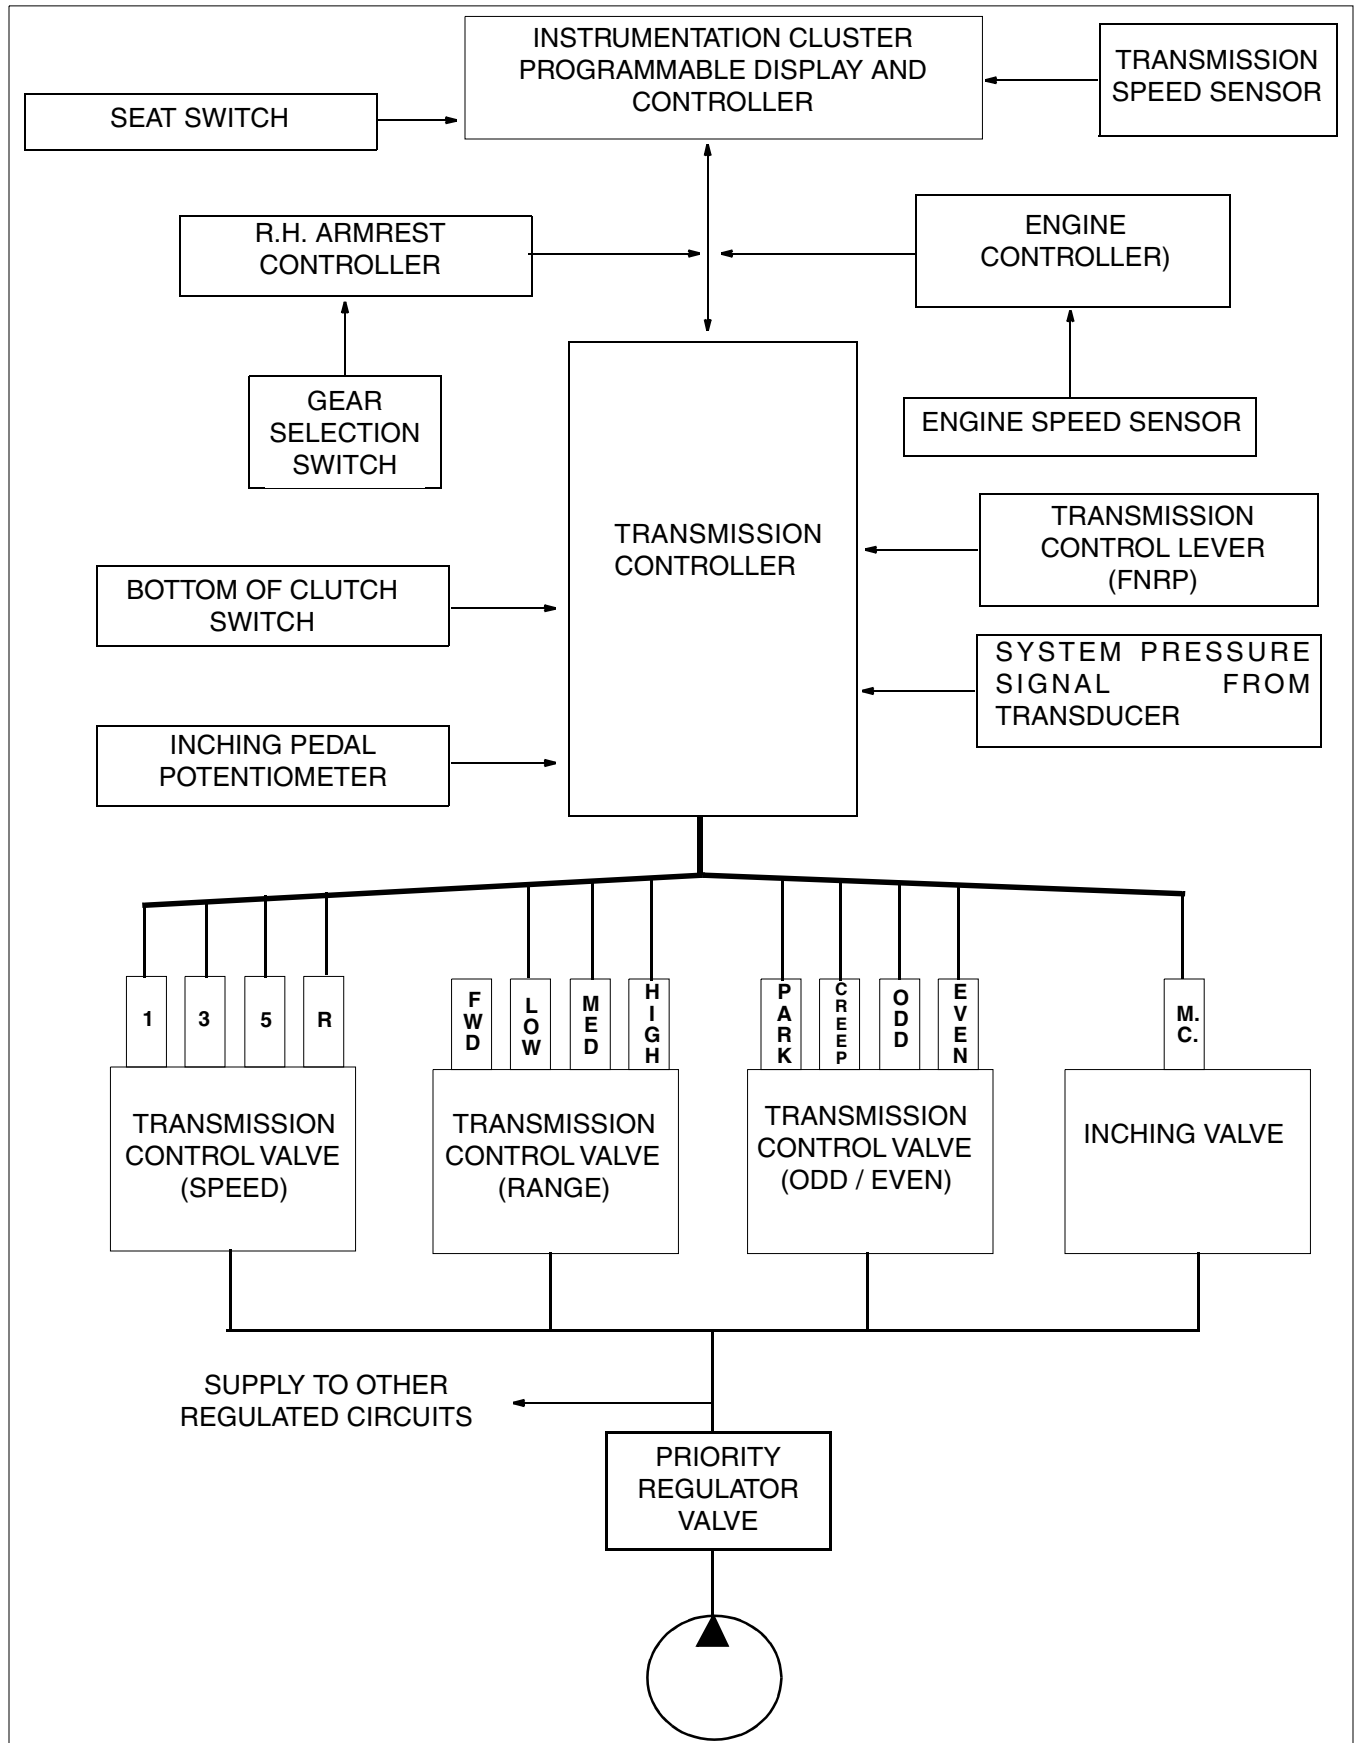 INSTRUMENTATION CLUSTER
PROGRAMMABLE DISPLAY AND
CONTROLLER
TRANSMISSION
SPEED SENSOR
SEAT SWITCH
R.H. ARMREST
CONTROLLER
ENGINE
CONTROLLER)
GEAR
SELECTION
SWITCH
ENGINE SPEED SENSOR
TRANSMISSION
CONTROLLER
TRANSMISSION
CONTROL LEVER
(FNRP)
BOTTOM OF CLUTCH
SWITCH
SYSTEM PRESSURE
SIGNAL FROM
TRANSDUCER
INCHING PEDAL
POTENTIOMETER
1
3
5
R
FWD
LOW
MED
HIGH
PARK
CREEP
ODD
EVEN
M.
C.
TRANSMISSION
CONTROL VALVE
(SPEED)
TRANSMISSION
CONTROL VALVE
(RANGE)
TRANSMISSION
CONTROL VALVE
(ODD / EVEN)
INCHING VALVE
SUPPLY TO OTHER
REGULATED CIRCUITS
PRIORITY
REGULATOR
VALVE